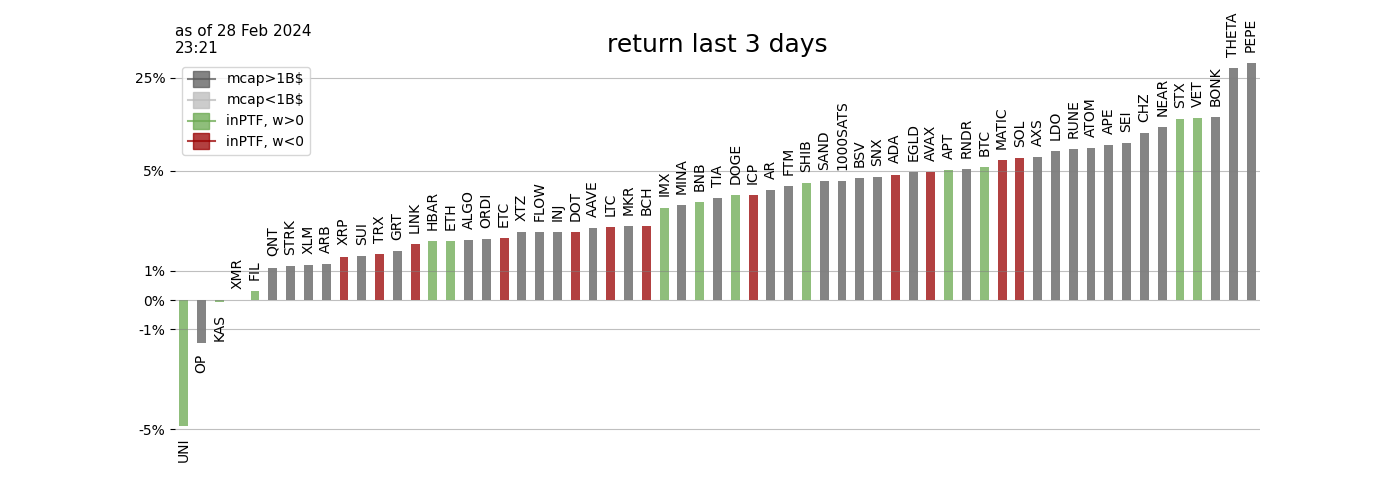 as of 28 Feb 2024
23:21
return last 3 days
mcap>1B$
mcap<1B$
inPTF, w>0
inPTF, w<0
25%
5%
1%
0%
-1%
-5%
UNI
OP
KAS
XMR
FIL
QNT
STRK
XLM
ARB
XRP
SUI
TRX
GRT
LINK
HBAR
ETH
ALGO
ORDI
ETC
XTZ
FLOW
INJ
DOT
AAVE
LTC
MKR
BCH
IMX
MINA
BNB
TIA
DOGE
ICP
AR
FTM
SHIB
SAND
1000SATS
BSV
SNX
ADA
EGLD
AVAX
APT
RNDR
BTC
MATIC
SOL
AXS
LDO
RUNE
ATOM
APE
SEI
CHZ
NEAR
STX
VET
BONK
THETA
PEPE